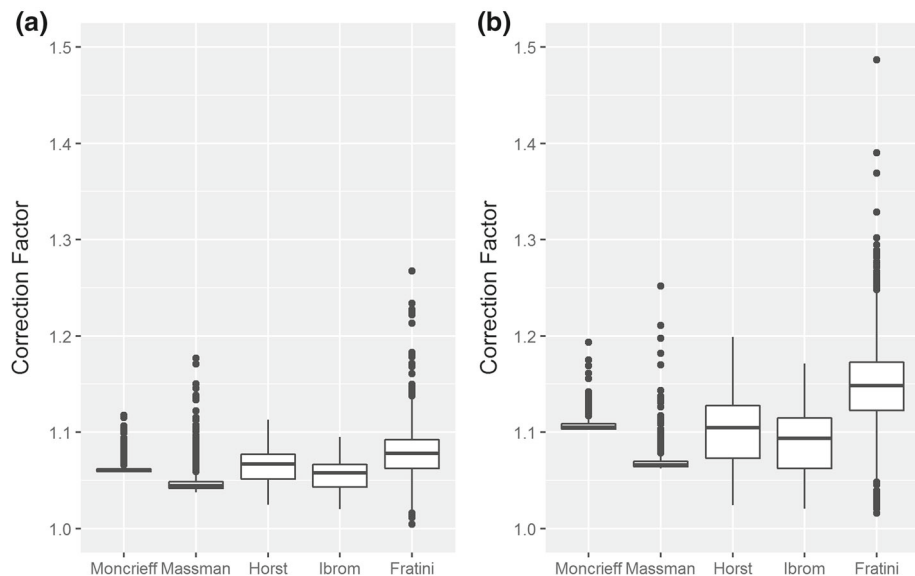 (a)
Correction Factor
1.5
1.4
1.3
1.2
1.1
1.0
Moncrieff Massman Horst Ibrom Fratini
(b)
Correction Factor
1.5
1.4
1.3
1.2
1.1
1.0
Moncrieff Massman Horst Ibrom Fratini